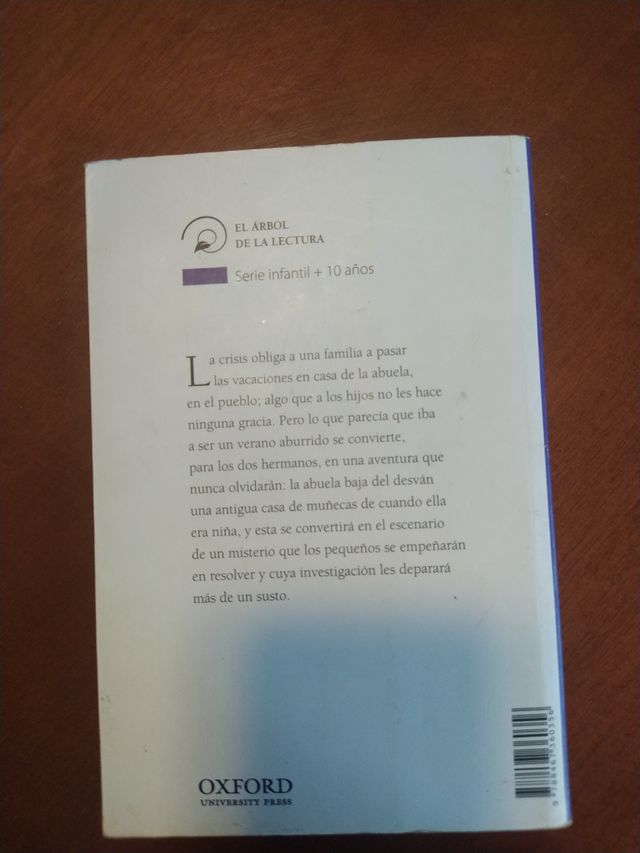 EL ÁRBOL
DE LA LECTURA
Serie infantil + 10 años
La crisis obliga a una familia a pasar
las vacaciones en casa de la abuela,
en el pueblo; algo que a los hijos no les hace
ninguna gracia. Pero lo que parecía que iba
a ser un verano aburrido se convierte,
para los dos hermanos, en una aventura que
nunca olvidarán: la abuela baja del desván
una antigua casa de muñecas de cuando ella
era niña, y esta se convertirá en el escenario
de un misterio que los pequeños se empeñarán
en resolver y cuya investigación les deparará
más de un susto.
OXFORD
UNIVERSITY PRESS
9 788467 360356